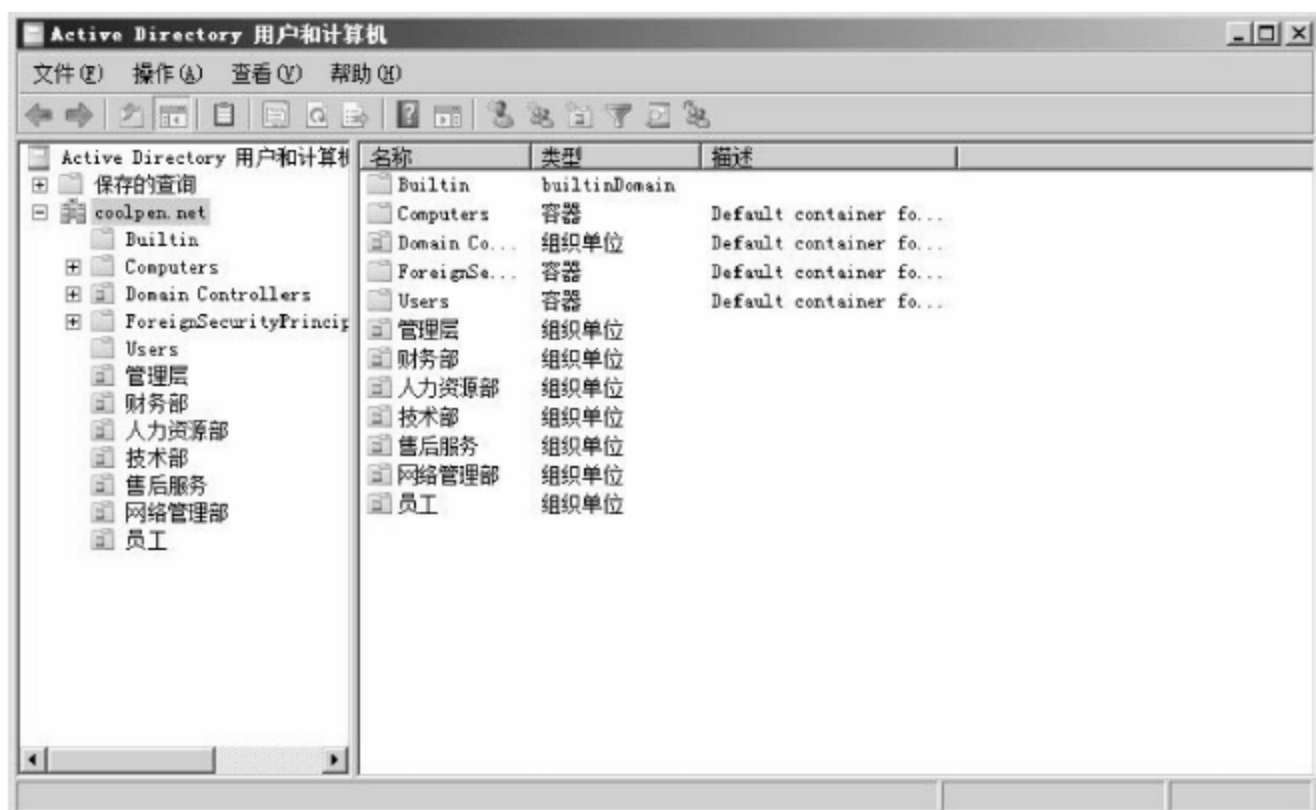 Active Directory 用户和计算机
文件(F) 操作(A) 查看(V) 帮助(H)
Active Directory 用户和计算机
保存的查询
coolpen.net
Builtin
Computers
Domain Controllers
ForeignSecurityPrincip
Users
管理层
财务部
人力资源部
技术部
售后服务
网络管理部
员工
名称 类型 描述
Builtin builtinDomain
Computers 容器 Default container fo...
Domain Co... 组织单位 Default container fo...
ForeignSe... 容器 Default container fo...
Users 容器 Default container fo...
管理层 组织单位
财务部 组织单位
人力资源部 组织单位
技术部 组织单位
售后服务 组织单位
网络管理部 组织单位
员工 组织单位